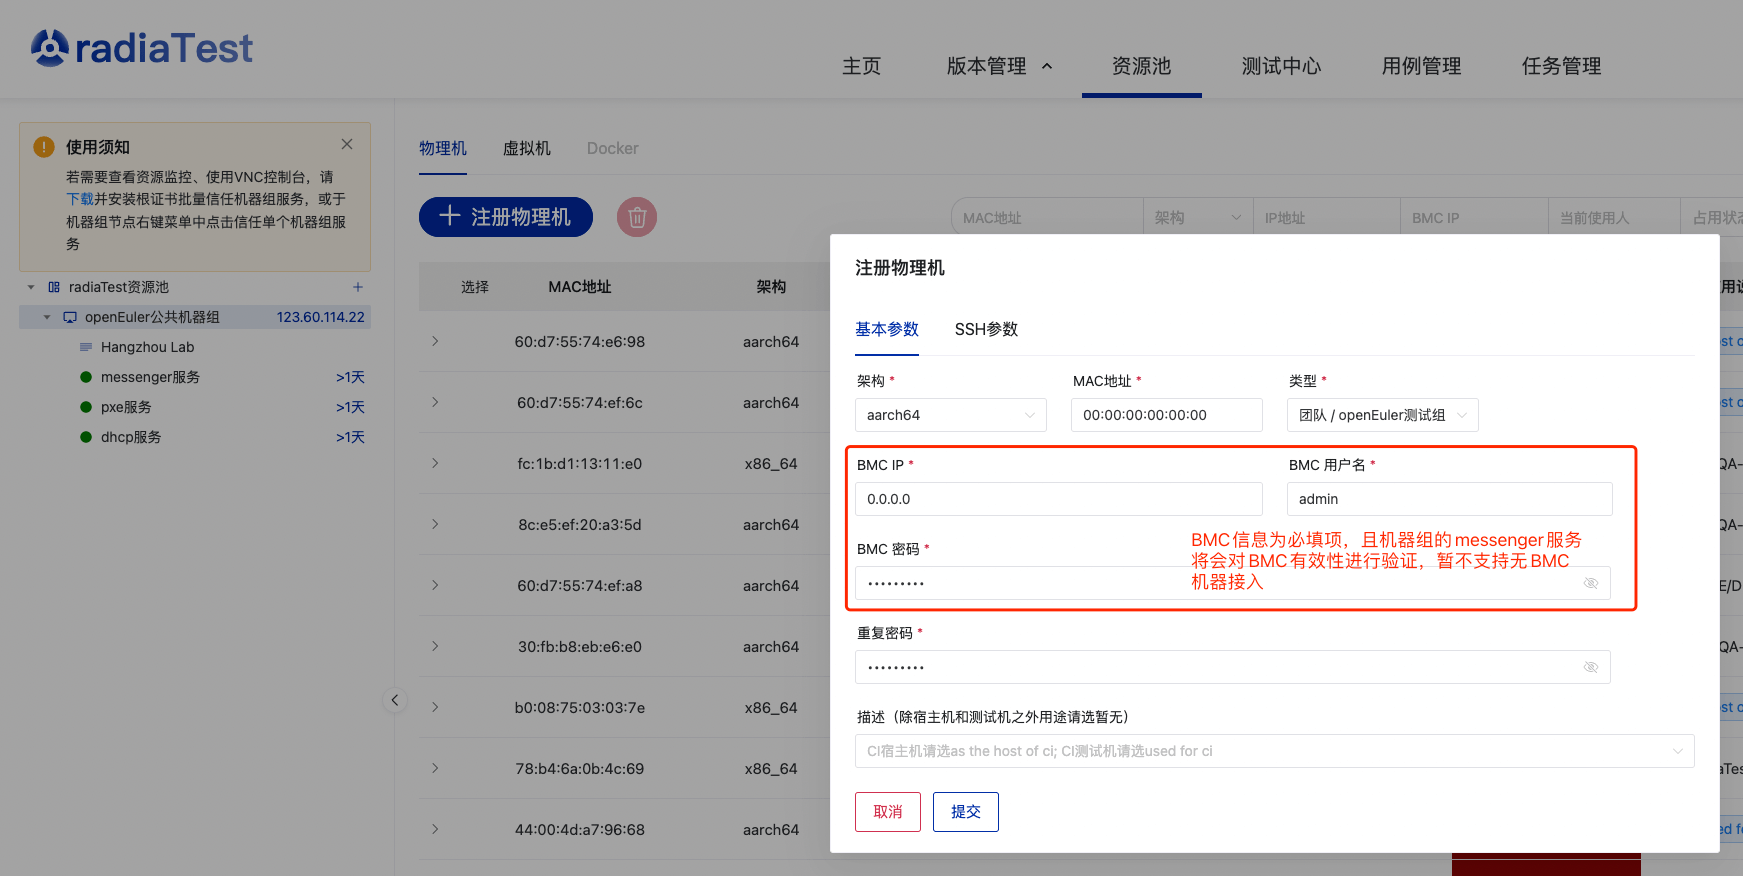 radiaTest
主页
版本管理
资源池
测试中心
用例管理
任务管理
使用须知
若需要查看资源监控、使用VNC控制台，请
下载并安装根证书批量信任机器组服务，或于
机器组节点右键菜单中点击信任单个机器组服
务
radiaTest资源池
openEuler公共机器组 123.60.114.22
Hangzhou Lab
messenger服务 >1天
pxe服务 >1天
dhcp服务 >1天
物理机
虚拟机
Docker
注册物理机
MAC地址
架构
IP地址
BMC IP
当前使用人
占用状态
选择 MAC地址 架构
60:d7:55:74:e6:98 aarch64
60:d7:55:74:ef:6c aarch64
fc:1b:d1:13:11:e0 x86_64
8c:e5:ef:20:a3:5d aarch64
60:d7:55:74:ef:a8 aarch64
30:fb:b8:eb:e6:e0 aarch64
b0:08:75:03:03:7e x86_64
78:b4:6a:0b:4c:69 x86_64
44:00:4d:a7:96:68 aarch64
注册物理机
基本参数
SSH参数
架构 *
MAC地址 *
类型 *
aarch64
00:00:00:00:00:00
团队 / openEuler测试组
BMC IP *
BMC 用户名 *
0.0.0.0
admin
BMC 密码 *
•••••••••
BMC信息为必填项，且机器组的messenger服务
将会对BMC有效性进行验证，暂不支持无BMC
机器接入
重复密码 *
•••••••••
描述（除宿主机和测试机之外用途请选暂无）
CI宿主机请选as the host of ci; CI测试机请选used for ci
取消
提交